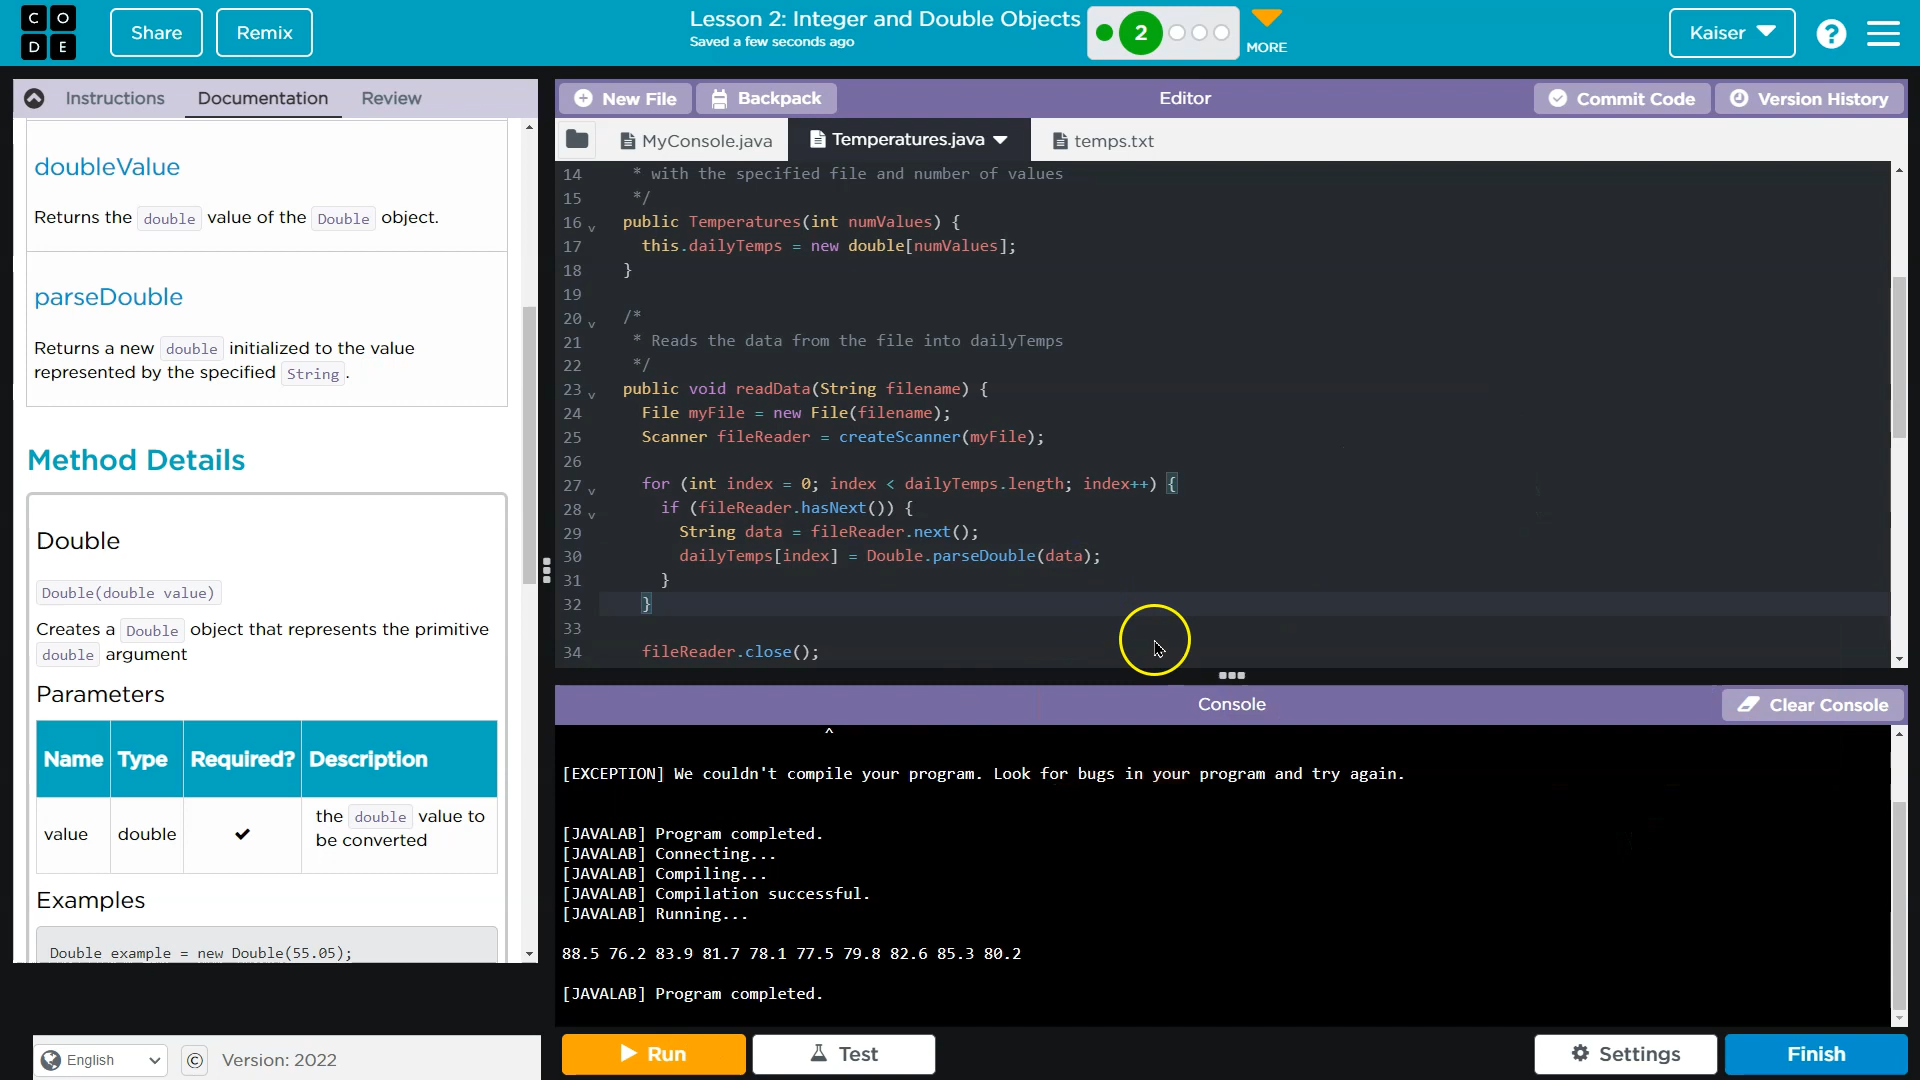 C O
D E
Share
Remix
Lesson 2: Integer and Double Objects
Saved a few seconds ago
2
MORE
Kaiser
?
Instructions
Documentation
Review
doubleValue
Returns the double value of the Double object.
parseDouble
Returns a new double initialized to the value
represented by the specified String.
Method Details
Double
Double(double value)
Creates a Double object that represents the primitive
double argument
Parameters
Name Type Required? Description
value double ✔ the double value to
be converted
Examples
Double example = new Double(55.05);
English
© Version: 2022
New File
Backpack
Editor
Commit Code
Version History
MyConsole.java
Temperatures.java
temps.txt
14 * with the specified file and number of values
15 */
16 public Temperatures(int numValues) {
17 this.dailyTemps = new double[numValues];
18 }
19
20 /*
21 * Reads the data from the file into dailyTemps
22 */
23 public void readData(String filename) {
24 File myFile = new File(filename);
25 Scanner fileReader = createScanner(myFile);
26
27 for (int index = 0; index < dailyTemps.length; index++) {
28 if (fileReader.hasNext()) {
29 String data = fileReader.next();
30 dailyTemps[index] = Double.parseDouble(data);
31 }
32 }
33
34 fileReader.close();
Console
Clear Console
^
[EXCEPTION] We couldn't compile your program. Look for bugs in your program and try again.
[JAVALAB] Program completed.
[JAVALAB] Connecting...
[JAVALAB] Compiling...
[JAVALAB] Compilation successful.
[JAVALAB] Running...
88.5 76.2 83.9 81.7 78.1 77.5 79.8 82.6 85.3 80.2
[JAVALAB] Program completed.
Run
Test
Settings
Finish